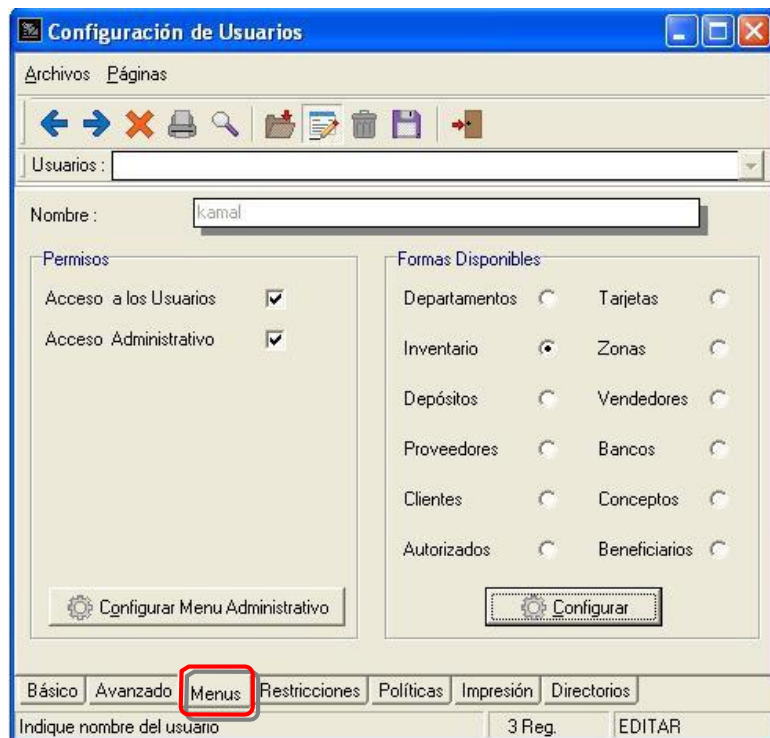 Configuración de Usuarios
Archivos Páginas
Usuarios :
Nombre : kamal
Permisos
Acceso a los Usuarios
Acceso Administrativo
Configurar Menu Administrativo
Formas Disponibles
Departamentos Tarjetas
Inventario Zonas
Depósitos Vendedores
Proveedores Bancos
Clientes Conceptos
Autorizados Beneficiarios
Configurar
Básico Avanzado Menus Restricciones Políticas Impresión Directorios
Indique nombre del usuario 3 Reg. EDITAR